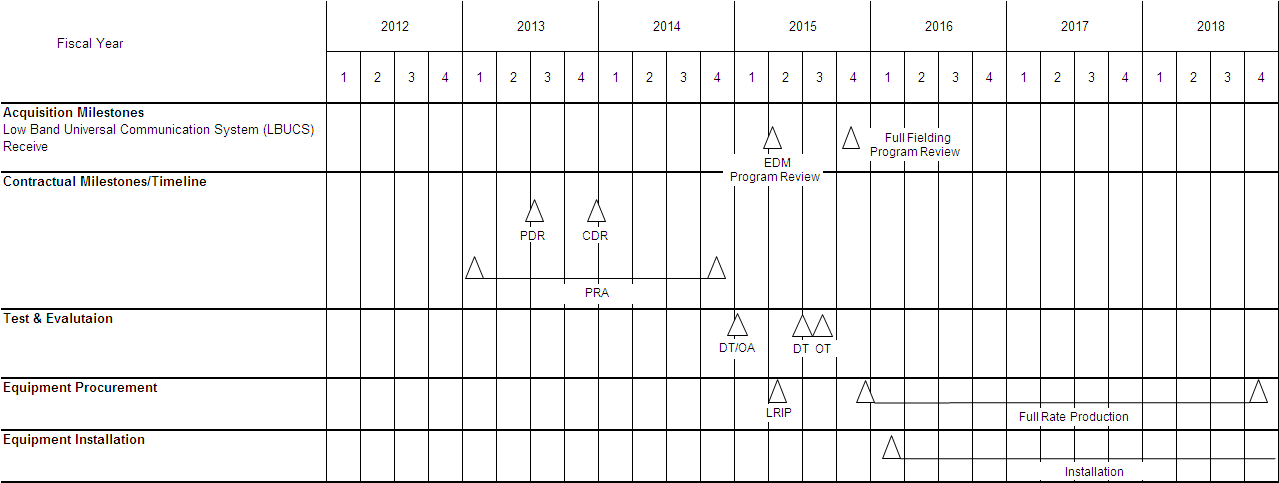 2012 2013 2014 2015 2016 2017 2018
Fiscal Year
1 2 3 4 1 2 3 4 1 2 3 4 1 2 3 4 1 2 3 4 1 2 3 4 1 2 3 4
Acquisition Milestones
Low Band Universal Communication System (LBUCS)
Receive
Full Fielding
Program Review
EDM
Program Review
Contractual Milestones/Timeline
PDR CDR
PRA
Test & Evalutaion
DT/OA DT OT
Equipment Procurement
LRIP
Full Rate Production
Equipment Installation
Installation